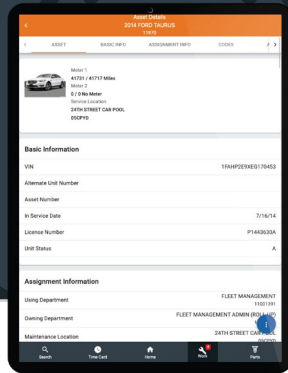 Asset Details
2014 FORD TAURUS
11970
ASSET BASIC INFO ASSIGNMENT INFO CODES
Meter 1
41731 / 41717 Miles
Meter 2
0 / 0 No Meter
Service Location
24TH STREET CAR POOL
05CPYD
Basic Information
VIN 1FAHP2E9XEG170453
Alternate Unit Number
Asset Number
In Service Date 7/16/14
License Number P1443633A
Unit Status A
Assignment Information
Using Department FLEET MANAGEMENT
11001391
Owning Department FLEET MANAGEMENT ADMIN (ROLL-UP)
Maintenance Location 24TH STREET CAR
Search Time Card Home Work Parts